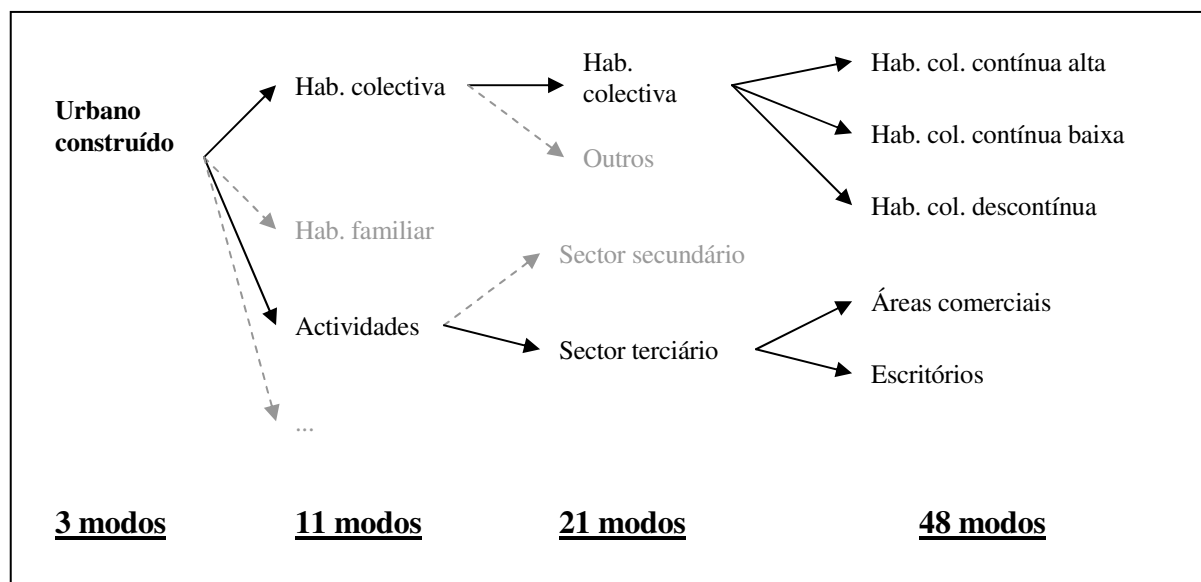 Urbano
construído
Hab. colectiva
Hab. familiar
Actividades
...
Hab.
colectiva
Outros
Sector secundário
Sector terciário
Hab. col. contínua alta
Hab. col. contínua baixa
Hab. col. descontínua
Áreas comerciais
Escritórios
3 modos
11 modos
21 modos
48 modos